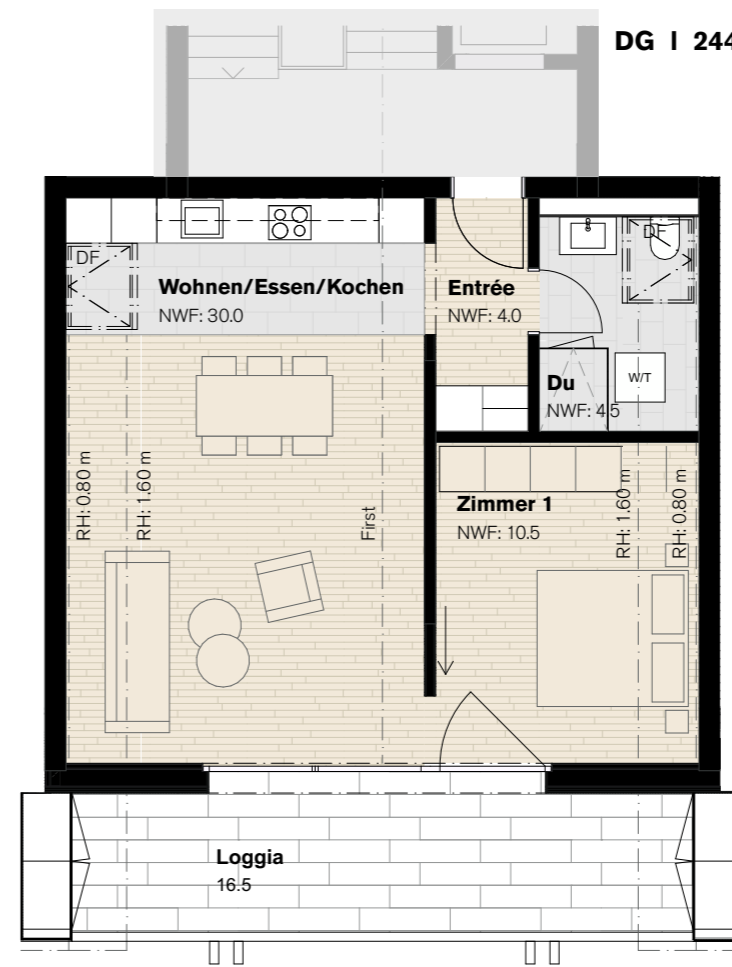 DG I 244
DF
DF
Wohnen/Essen/Kochen
NWF: 30.0
Entrée
NWF: 4.0
Du
NWF: 4.5
W/T
RH: 0.80 m
RH: 1.60 m
First
Zimmer 1
NWF: 10.5
RH: 1.60 m
RH: 0.80 m
Loggia
16.5